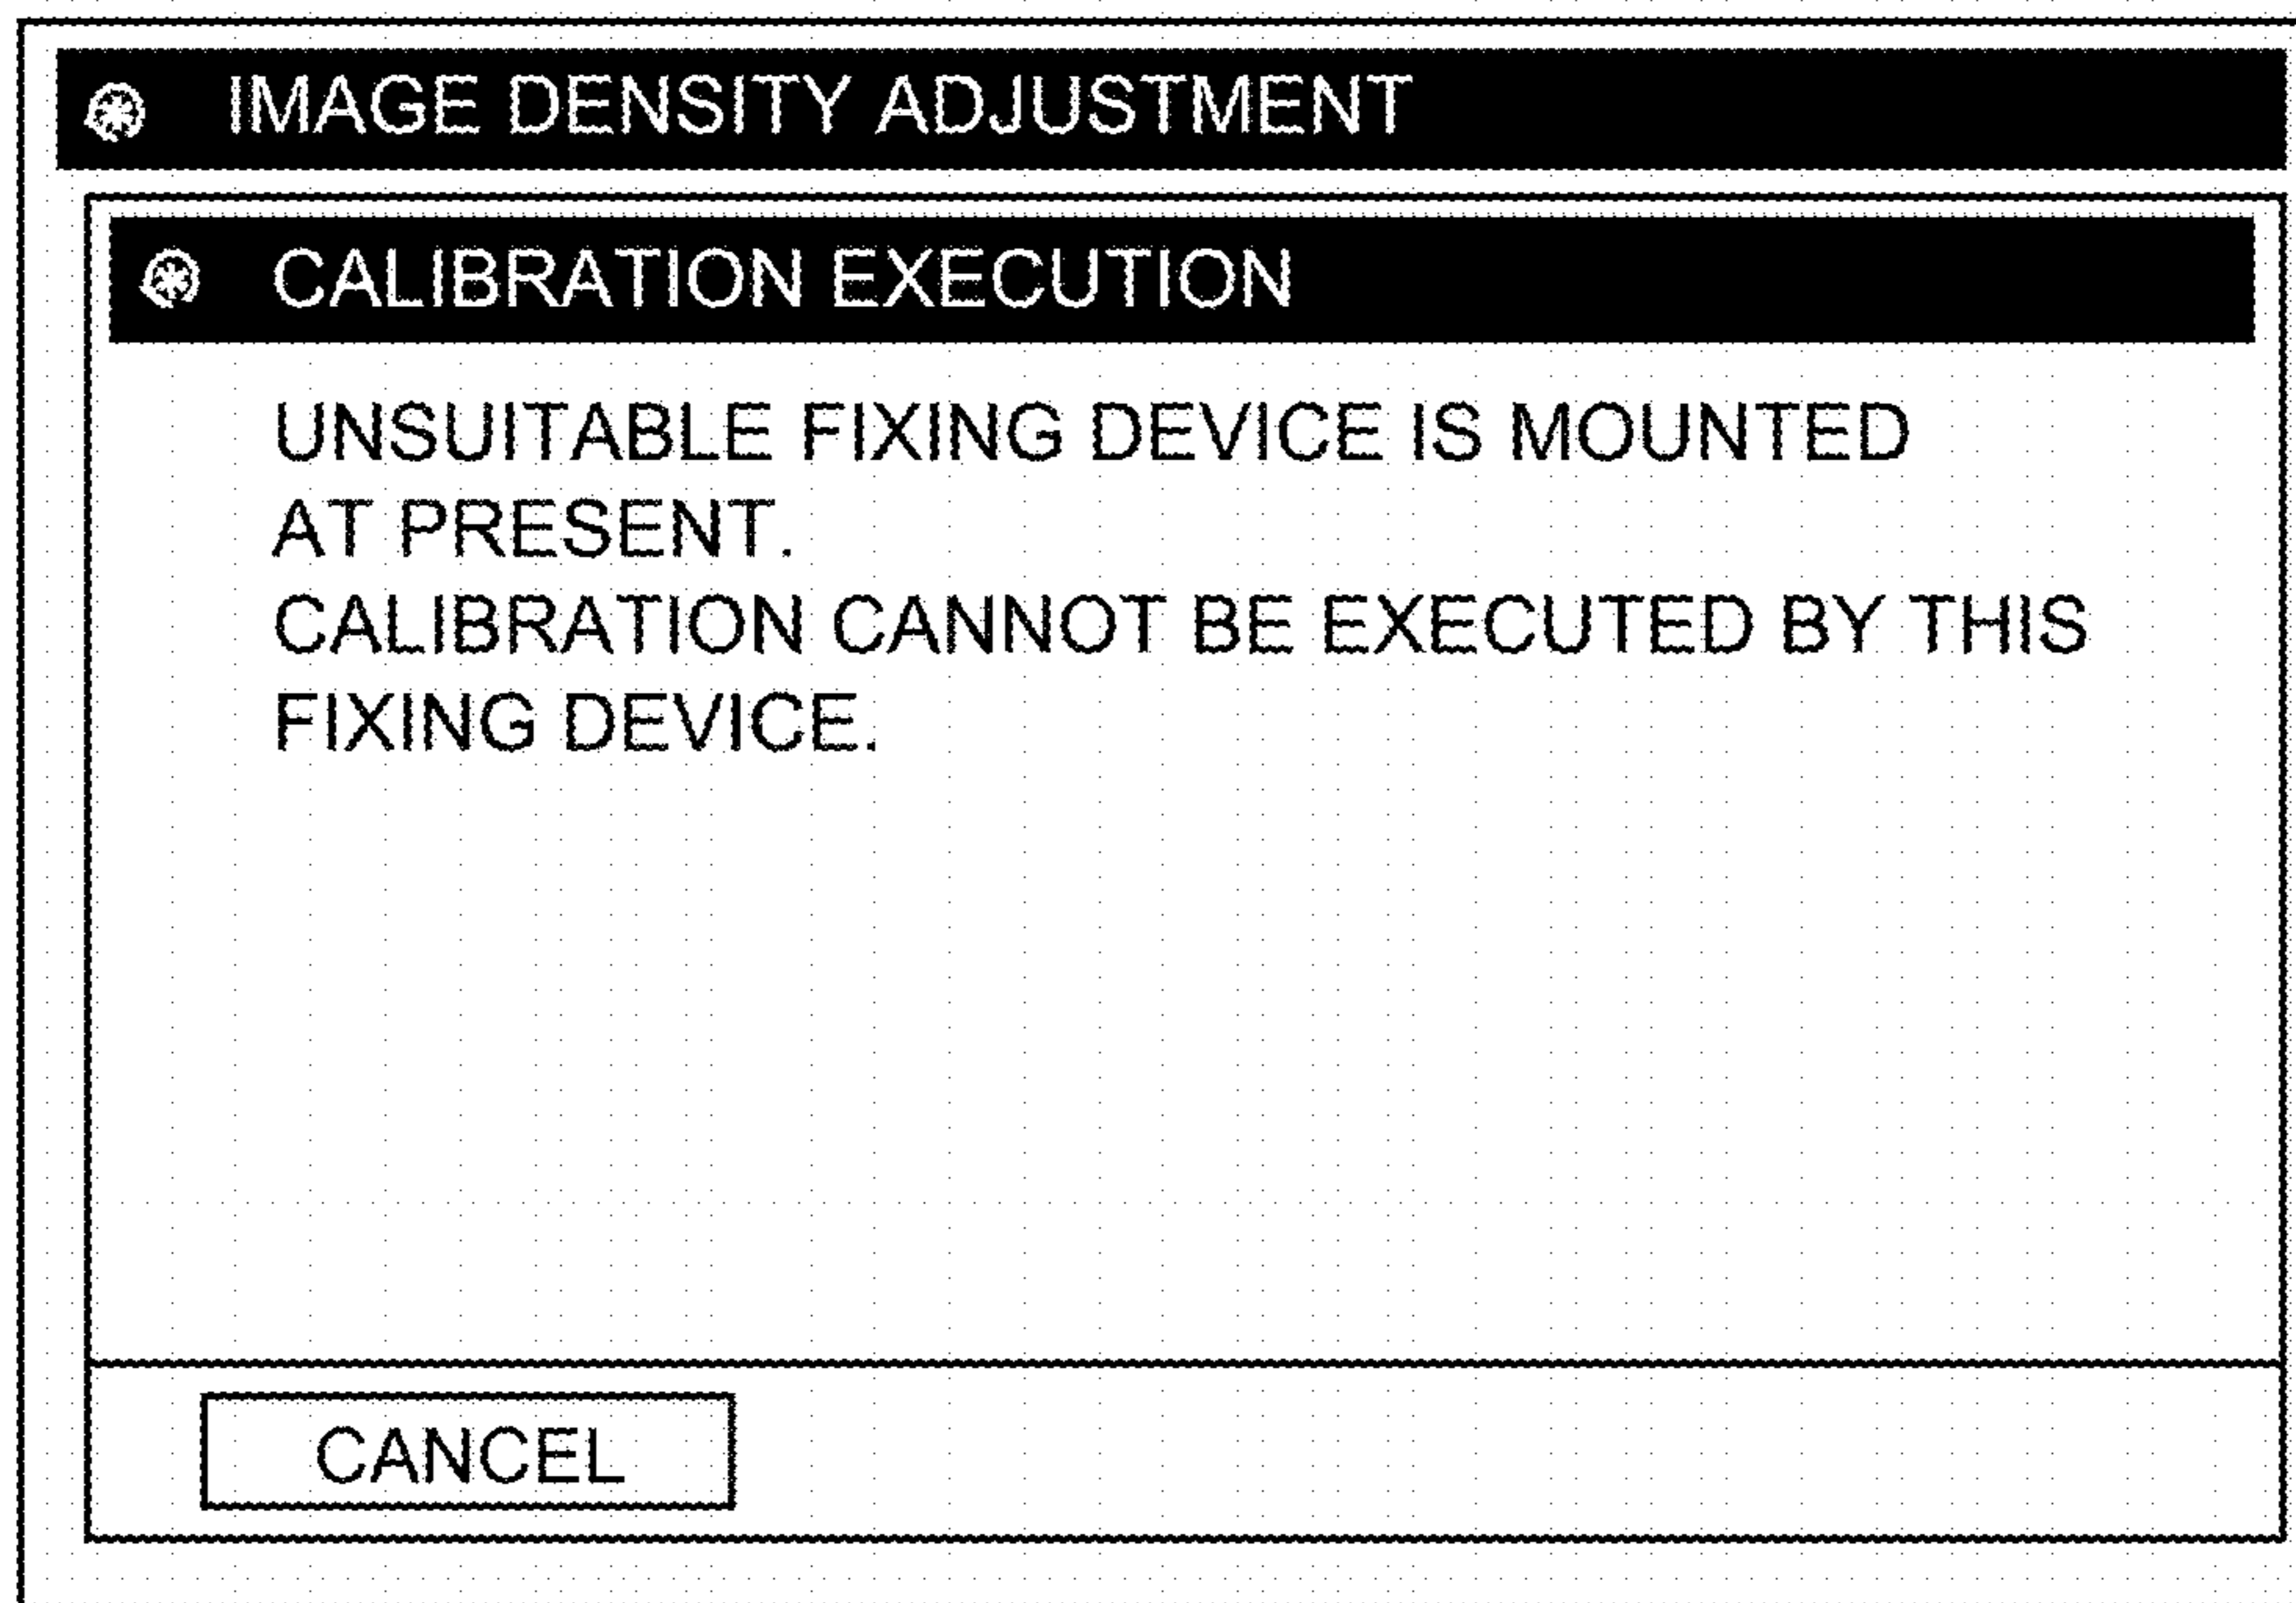 IMAGE DENSITY ADJUSTMENT
CALIBRATION EXECUTION
UNSUITABLE FIXING DEVICE IS MOUNTED
AT PRESENT.
CALIBRATION CANNOT BE EXECUTED BY THIS
FIXING DEVICE.
CANCEL